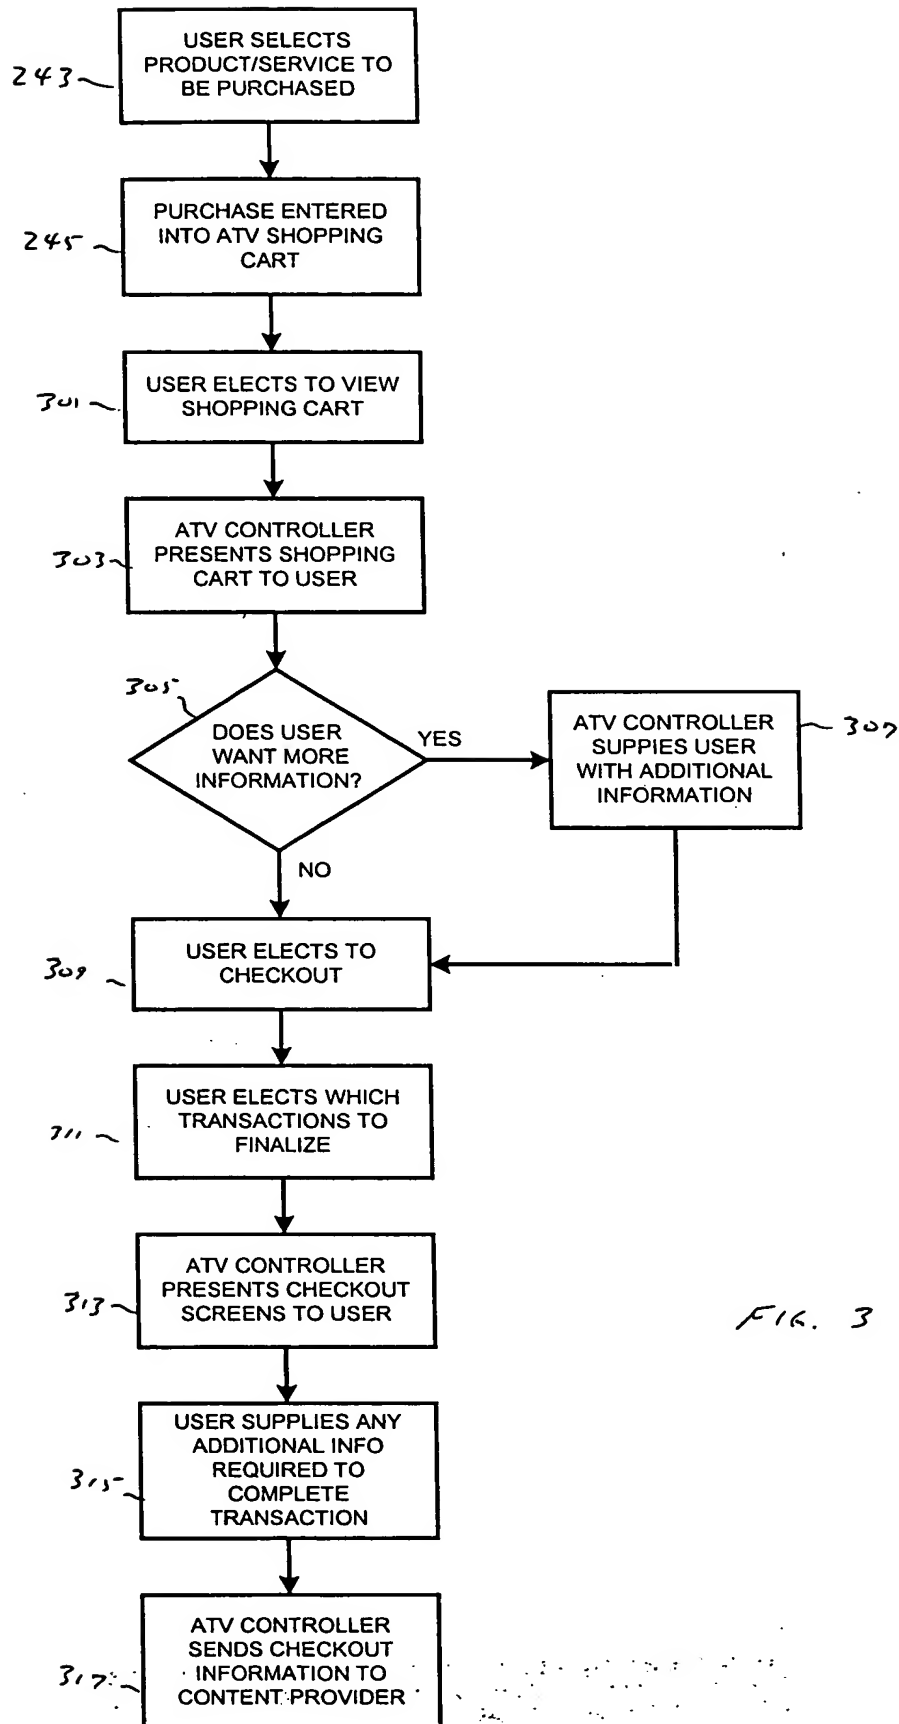 USER SELECTS
PRODUCT/SERVICE TO
BE PURCHASED
243
PURCHASE ENTERED
INTO ATV SHOPPING
CART
245
USER ELECTS TO VIEW
SHOPPING CART
301
ATV CONTROLLER
PRESENTS SHOPPING
CART TO USER
303
305
DOES USER
WANT MORE
INFORMATION?
YES
ATV CONTROLLER
SUPPIES USER
WITH ADDITIONAL
INFORMATION
307
NO
USER ELECTS TO
CHECKOUT
309
USER ELECTS WHICH
TRANSACTIONS TO
FINALIZE
311
ATV CONTROLLER
PRESENTS CHECKOUT
SCREENS TO USER
313
FIG. 3
USER SUPPLIES ANY
ADDITIONAL INFO
REQUIRED TO
COMPLETE
TRANSACTION
315
ATV CONTROLLER
SENDS CHECKOUT
INFORMATION TO
CONTENT PROVIDER
317